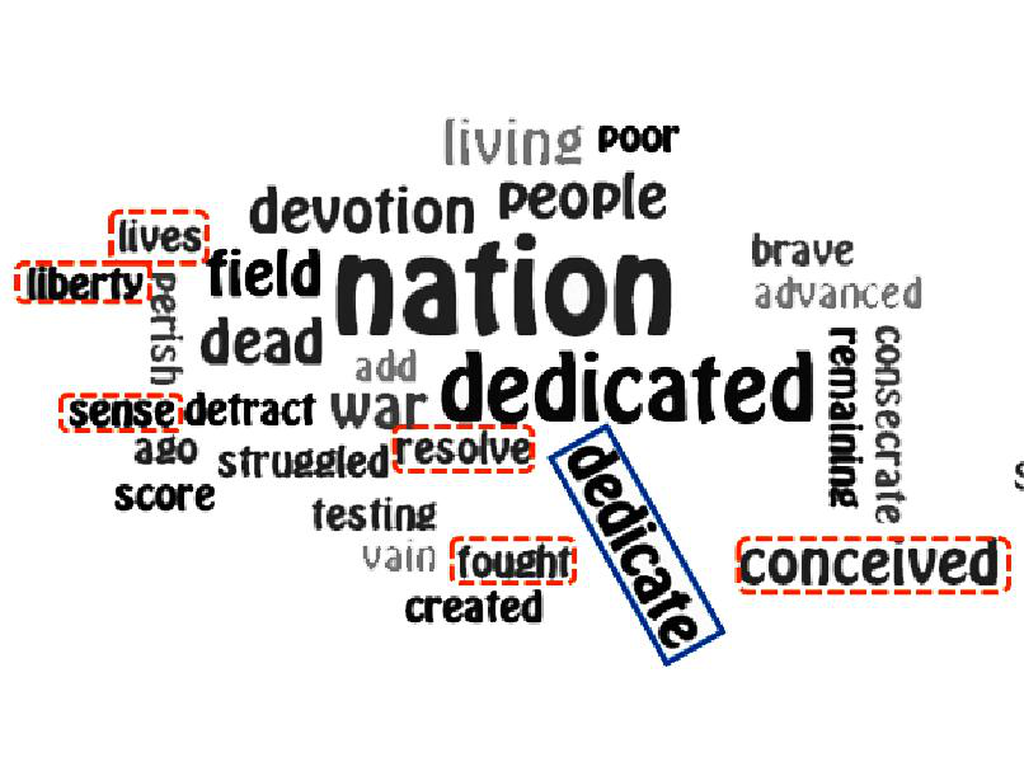 living poor
devotion people
lives
liberty field nation
brave
advanced
perish
dead
add
dedicated
sense detract war
remaining
consecrate
ago struggled resolve
score
dedicate
testing
vain fought
conceived
created